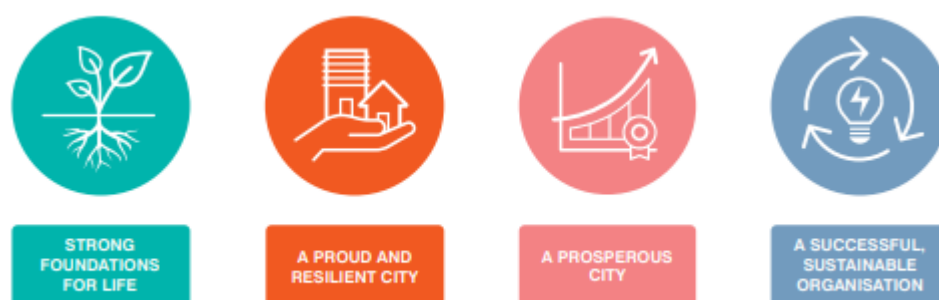 STRONG
FOUNDATIONS
FOR LIFE
A PROUD AND
RESILIENT CITY
A PROSPEROUS
CITY
A SUCCESSFUL,
SUSTAINABLE
ORGANISATION